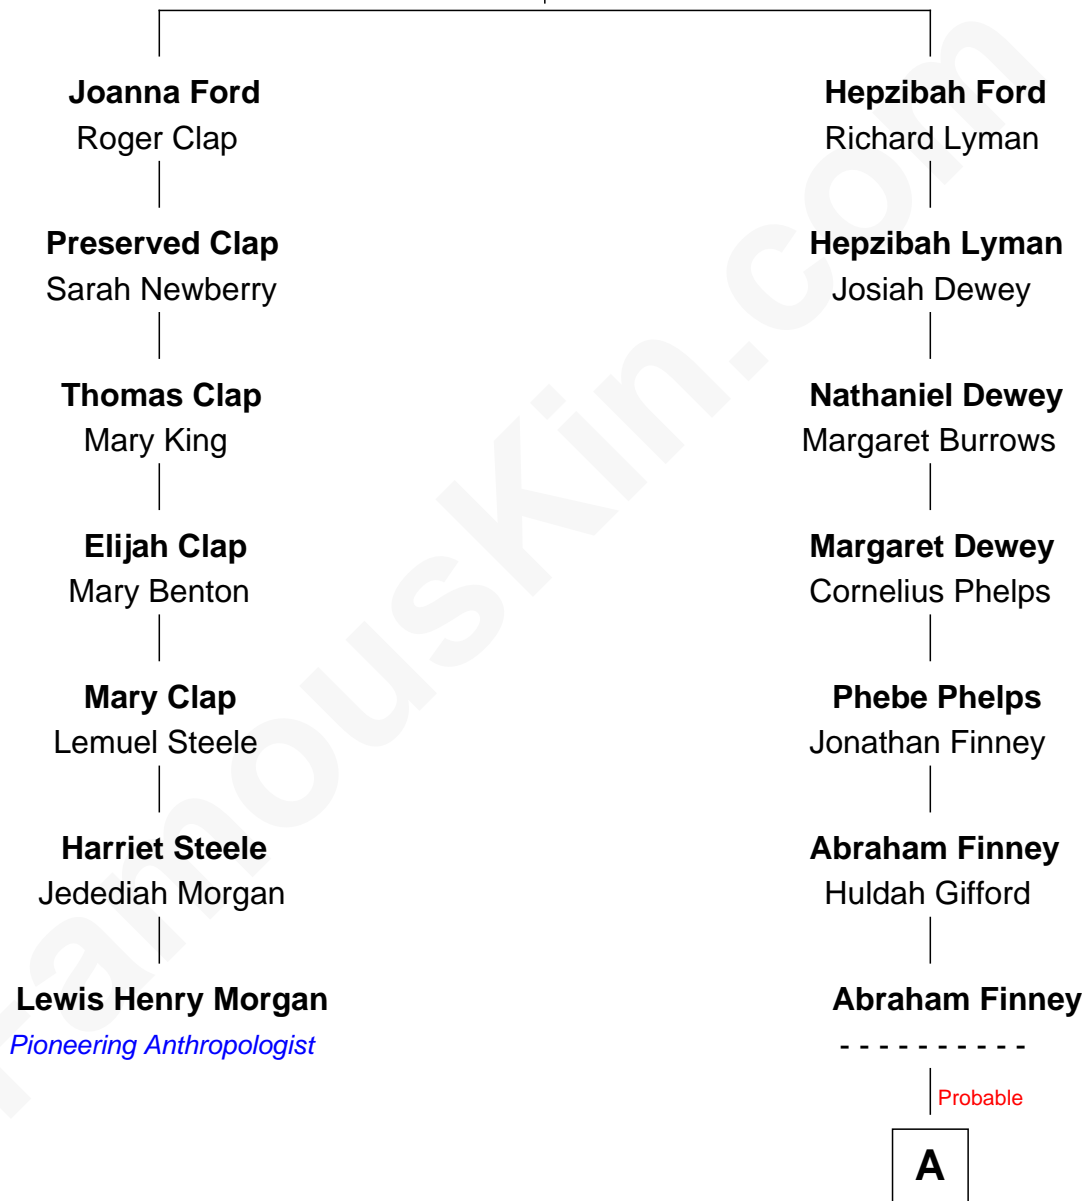 Joanna Ford
Roger Clap
Hepzibah Ford
Richard Lyman
Preserved Clap
Sarah Newberry
Hepzibah Lyman
Josiah Dewey
Thomas Clap
Mary King
Nathaniel Dewey
Margaret Burrows
Elijah Clap
Mary Benton
Margaret Dewey
Cornelius Phelps
Mary Clap
Lemuel Steele
Phebe Phelps
Jonathan Finney
Harriet Steele
Jedediah Morgan
Abraham Finney
Huldah Gifford
Lewis Henry Morgan
Pioneering Anthropologist
Abraham Finney
- - - - - - - - - -
Probable
A
FamousKin.com